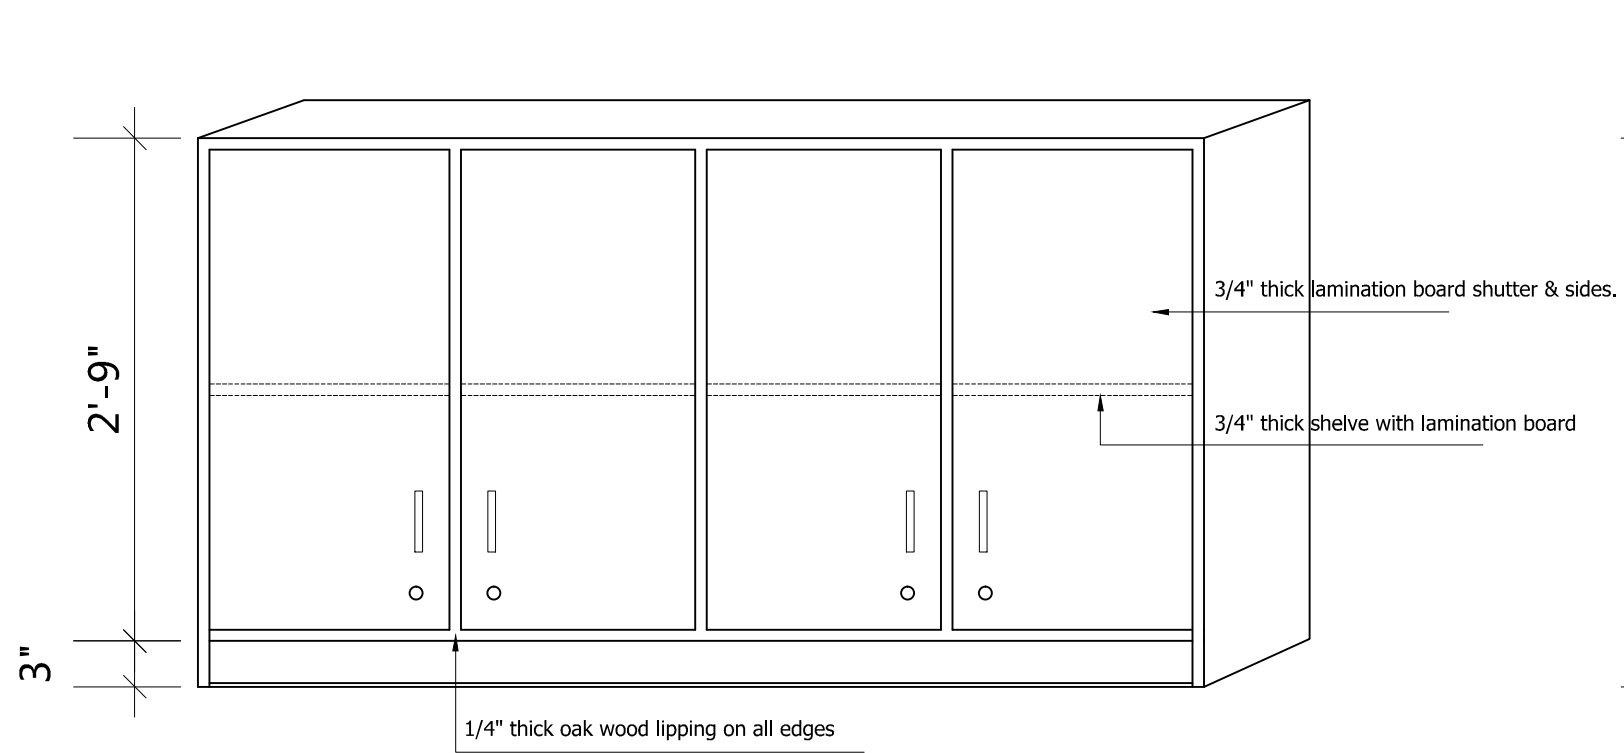 3/4" thick lamination board shutter & sides.
2'-9"
3/4" thick shelve with lamination board
3"
1/4" thick oak wood lipping on all edges